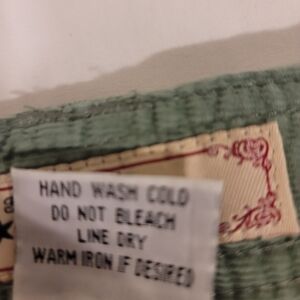 HAND WASH COLD
DO NOT BLEACH
LINE DRY
WARM IRON IF DESIRED